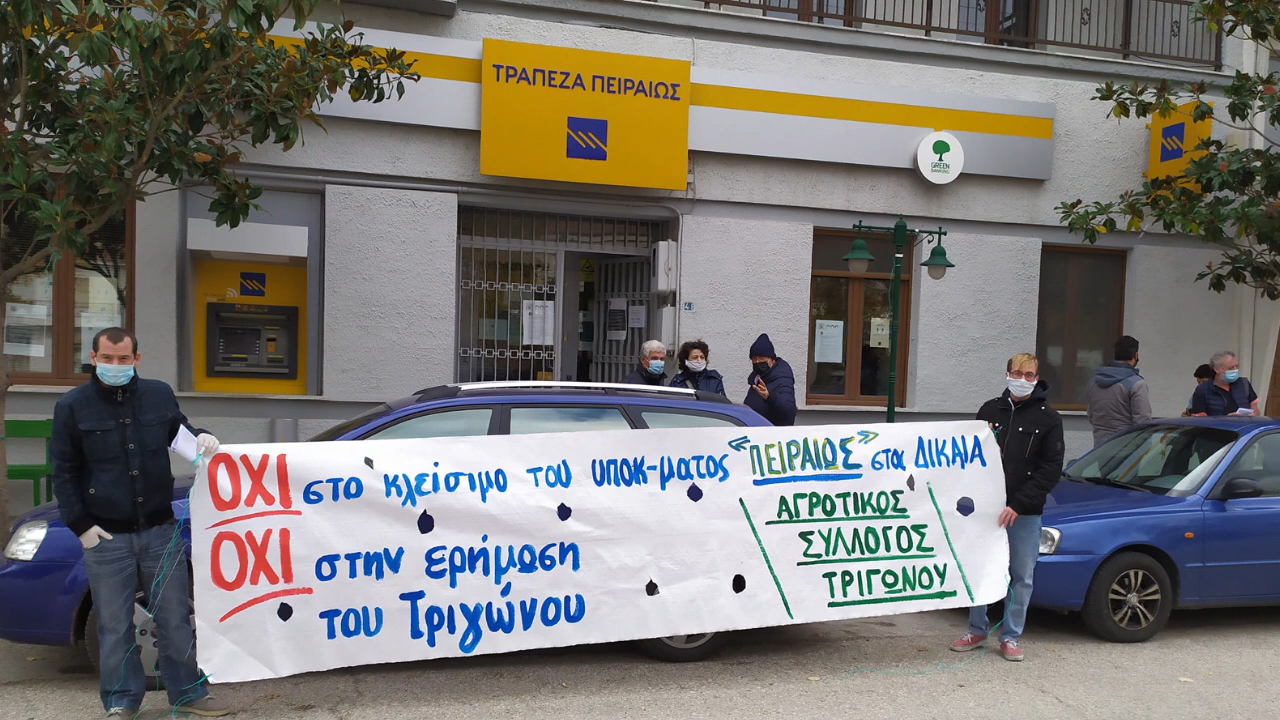 ΤΡΑΠΕΖΑ ΠΕΙΡΑΙΩΣ
GREEN
BANKING
ΟΧΙ στο κλείσιμο του υποκ-ματος "ΠΕΙΡΑΙΩΣ" στα ΔΙΚΑΙΑ
ΟΧΙ στην ερήμωση
του Τριγώνου
ΑΓΡΟΤΙΚΟΣ
ΣΥΛΛΟΓΟΣ
ΤΡΙΓΩΝΟΥ